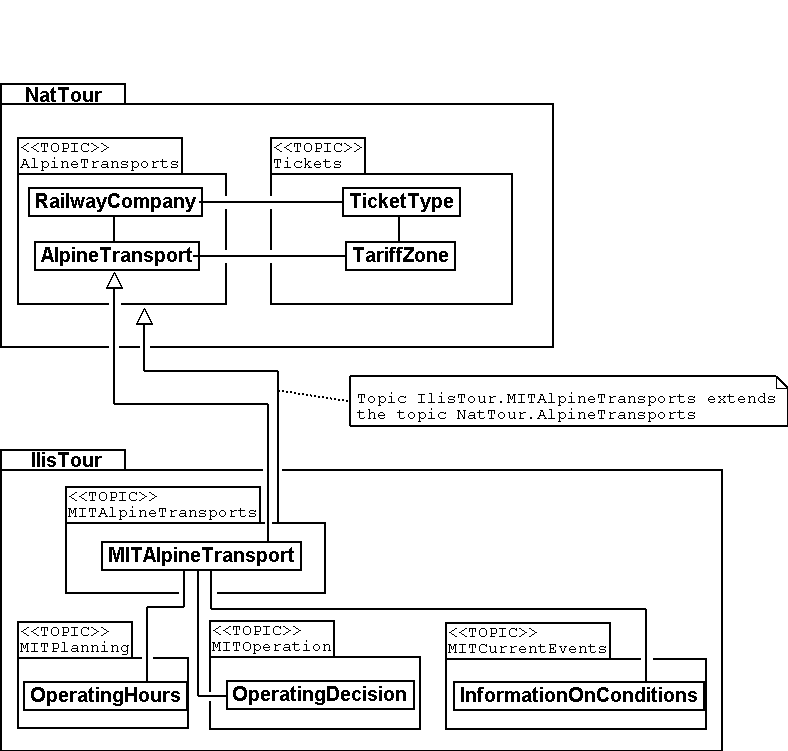 NatTour
<<TOPIC>>
AlpineTransports
<<TOPIC>>
Tickets
RailwayCompany
TicketType
AlpineTransport
TariffZone
Topic IlisTour.MITAlpineTransports extends
the topic NatTour.AlpineTransports
IlisTour
<<TOPIC>>
MITAlpineTransports
MITAlpineTransport
<<TOPIC>>
MITPlanning
<<TOPIC>>
MITOperation
<<TOPIC>>
MITCurrentEvents
OperatingHours
OperatingDecision
InformationOnConditions